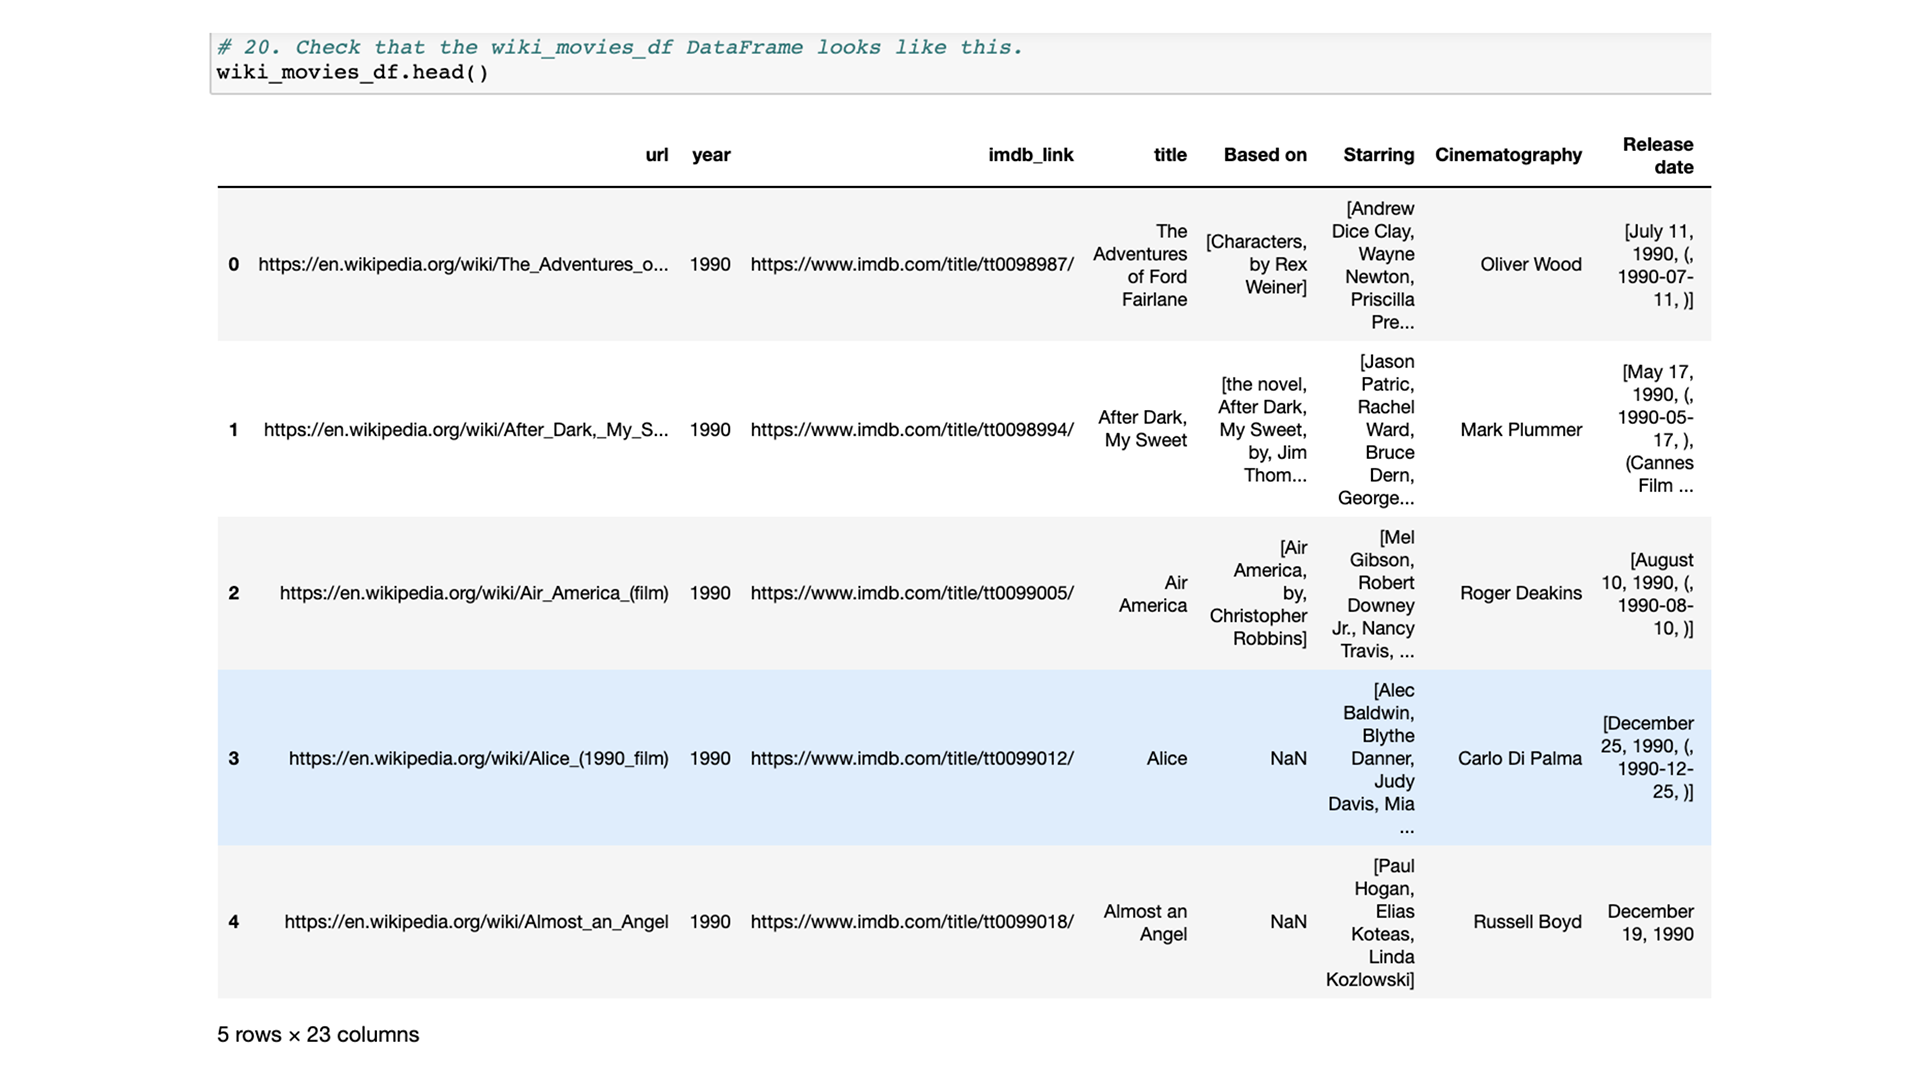 # 20. Check that the wiki_movies_df DataFrame looks like this.
wiki_movies_df.head()
url year imdb_link title Based on Starring Cinematography Release
date
0 https://en.wikipedia.org/wiki/The_Adventures_o... 1990 https://www.imdb.com/title/tt0098987/ The
Adventures
of Ford
Fairlane [Characters,
by Rex
Weiner] [Andrew
Dice Clay,
Wayne
Newton,
Priscilla
Pre... Oliver Wood [July 11,
1990, (,
1990-07-
11, )]
1 https://en.wikipedia.org/wiki/After_Dark,_My_S... 1990 https://www.imdb.com/title/tt0098994/ After Dark,
My Sweet [the novel,
After Dark,
My Sweet,
by, Jim
Thom... [Jason
Patric,
Rachel
Ward,
Bruce
Dern,
George... Mark Plummer [May 17,
1990, (,
1990-05-
17, ),
(Cannes
Film ...
2 https://en.wikipedia.org/wiki/Air_America_(film) 1990 https://www.imdb.com/title/tt0099005/ Air
America [Air
America,
by,
Christopher
Robbins] [Mel
Gibson,
Robert
Downey
Jr., Nancy
Travis, ... Roger Deakins [August
10, 1990, (,
1990-08-
10, )]
3 https://en.wikipedia.org/wiki/Alice_(1990_film) 1990 https://www.imdb.com/title/tt0099012/ Alice NaN [Alec
Baldwin,
Blythe
Danner,
Judy
Davis, Mia
... Carlo Di Palma [December
25, 1990, (,
1990-12-
25, )]
4 https://en.wikipedia.org/wiki/Almost_an_Angel 1990 https://www.imdb.com/title/tt0099018/ Almost an
Angel NaN [Paul
Hogan,
Elias
Koteas,
Linda
Kozlowski] Russell Boyd December
19, 1990
5 rows × 23 columns